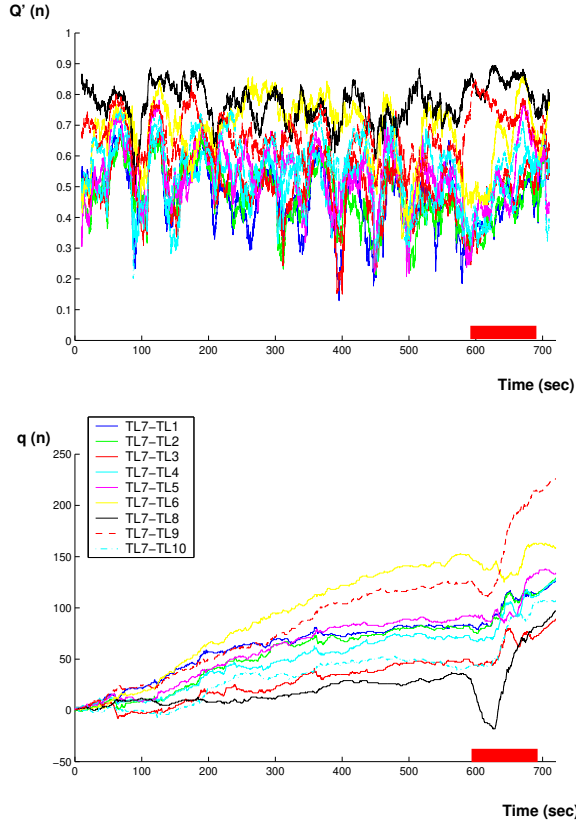 Q' (n)
1
0.9
0.8
0.7
0.6
0.5
0.4
0.3
0.2
0.1
0
0 100 200 300 400 500 600 700
Time (sec)
q (n)
TL7-TL1
TL7-TL2
TL7-TL3
TL7-TL4
TL7-TL5
TL7-TL6
TL7-TL8
TL7-TL9
TL7-TL10
250
200
150
100
50
0
-50
0 100 200 300 400 500 600 700
Time (sec)